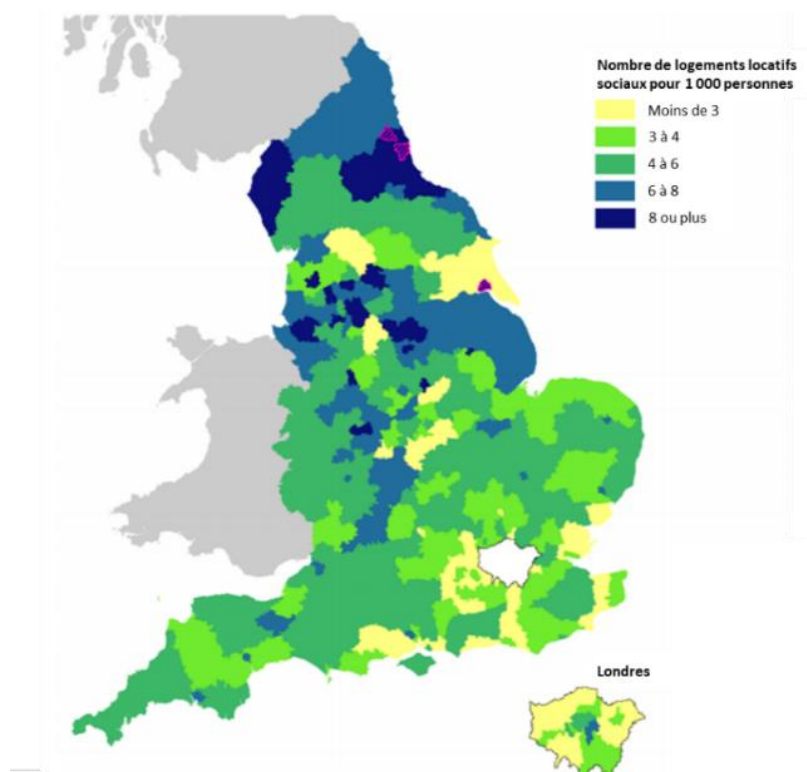 Nombre de logements locatifs
sociaux pour 1 000 personnes
Moins de 3
3 à 4
4 à 6
6 à 8
8 ou plus
Londres